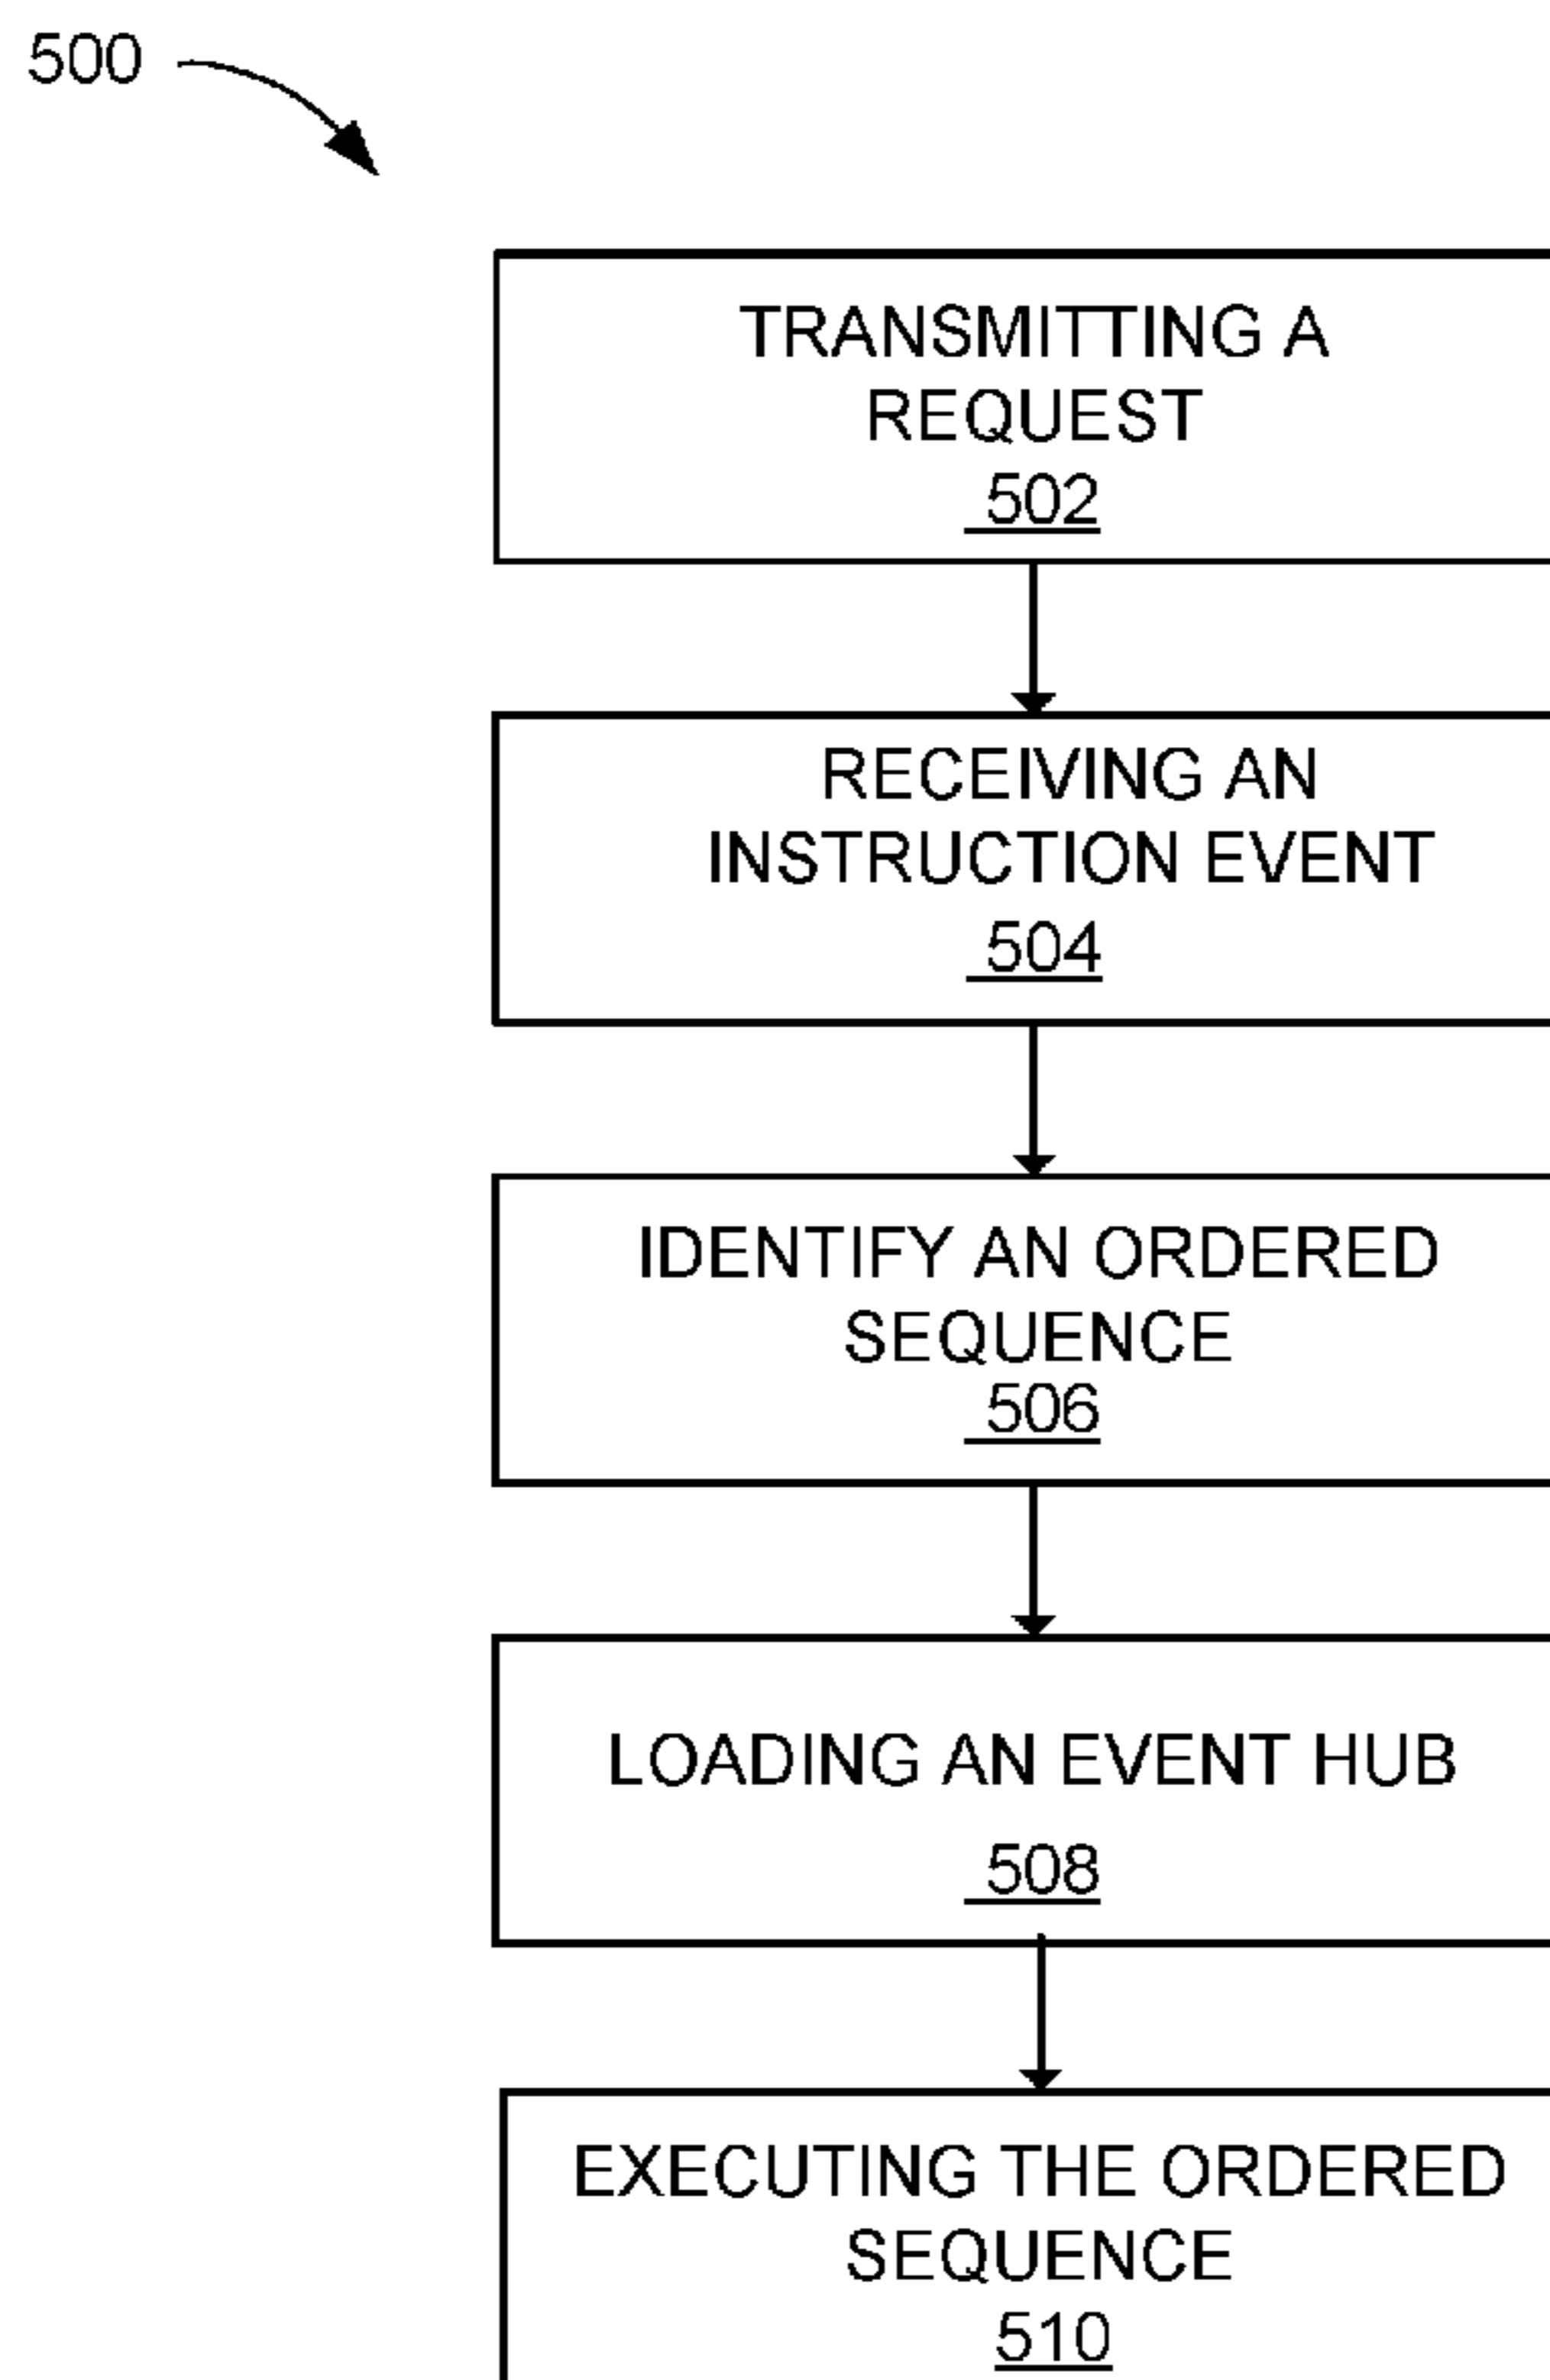 500
TRANSMITTING A
REQUEST
502
RECEIVING AN
INSTRUCTION EVENT
504
IDENTIFY AN ORDERED
SEQUENCE
506
LOADING AN EVENT HUB
508
EXECUTING THE ORDERED
SEQUENCE
510